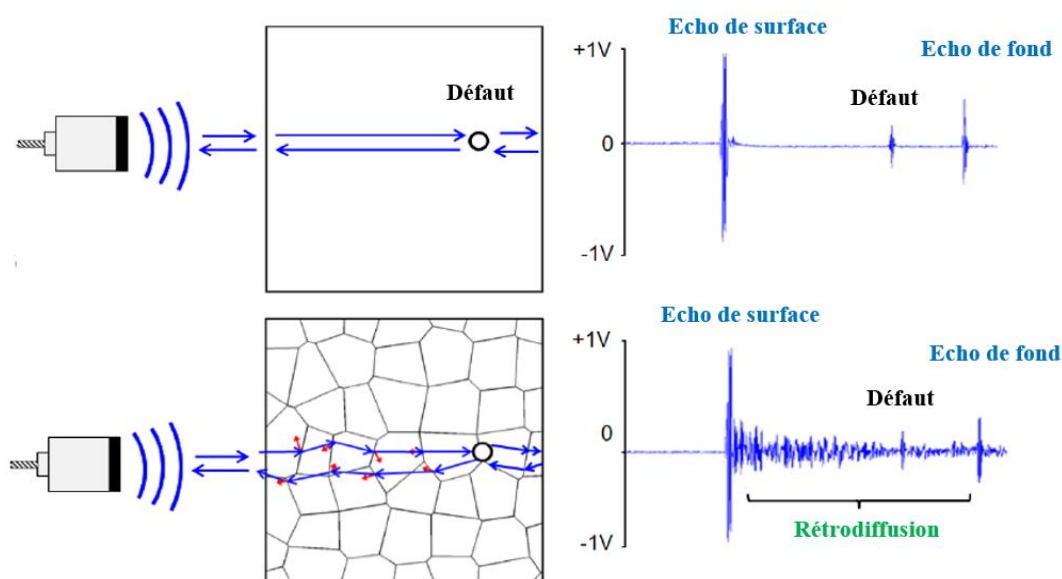 Echo de surface
+1V
Echo de fond
Défaut
Défaut
0
-1V
Echo de surface
+1V
Echo de fond
Défaut
0
Rétrodiffusion
-1V